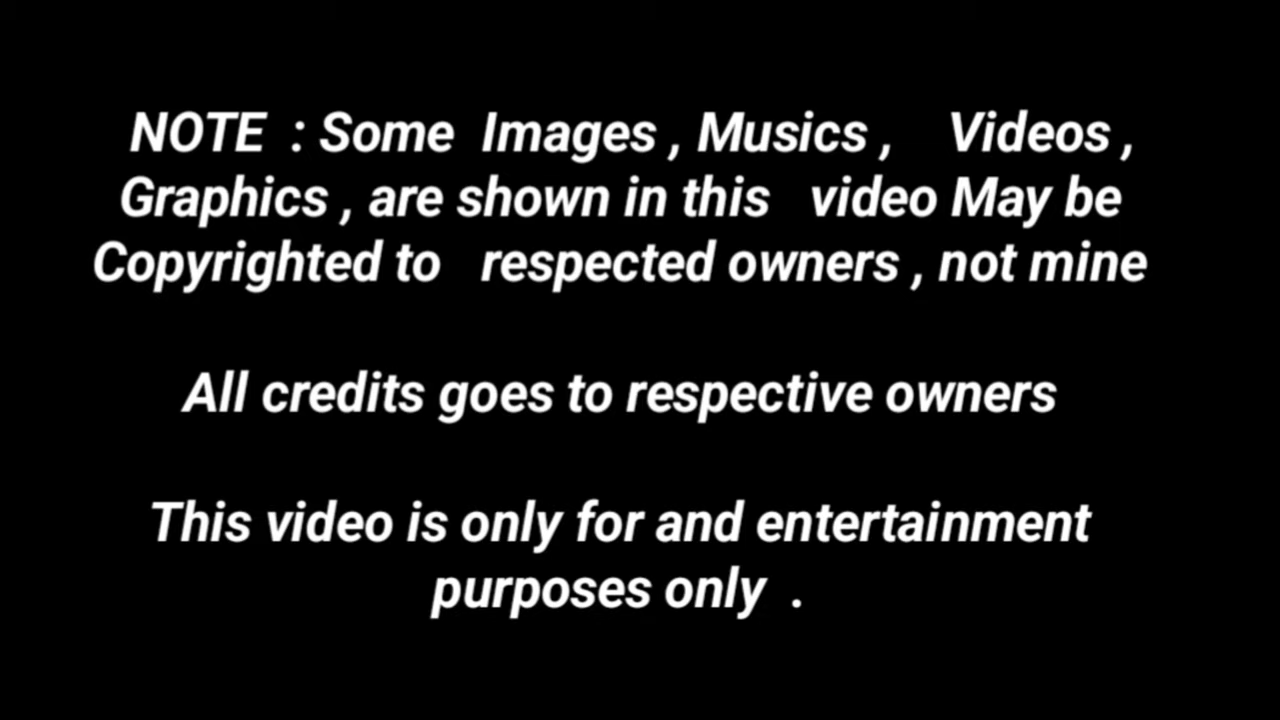 NOTE : Some Images , Musics , Videos ,
Graphics , are shown in this video May be
Copyrighted to respected owners , not mine
All credits goes to respective owners
This video is only for and entertainment
purposes only .